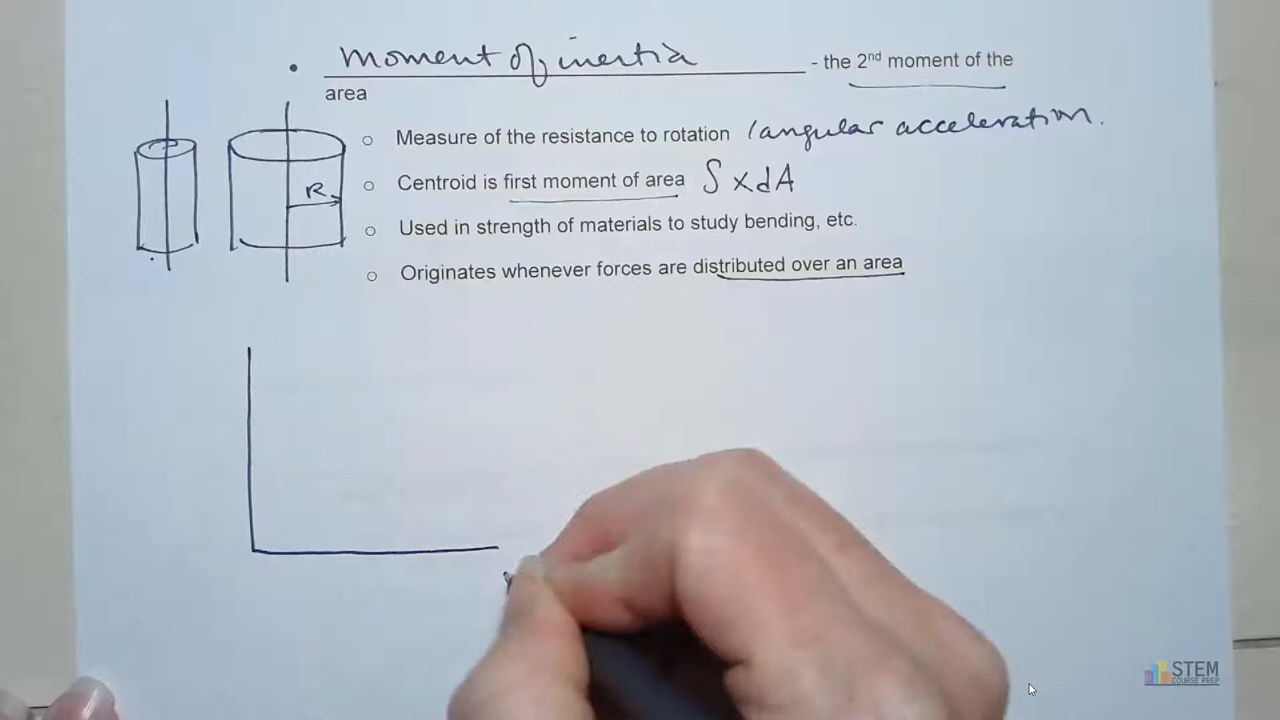 • moment of inertia - the 2nd moment of the
area
○ Measure of the resistance to rotation /angular acceleration.
○ Centroid is first moment of area ∫ x dA
R
○ Used in strength of materials to study bending, etc.
○ Originates whenever forces are distributed over an area
STEM
COURSE PREP